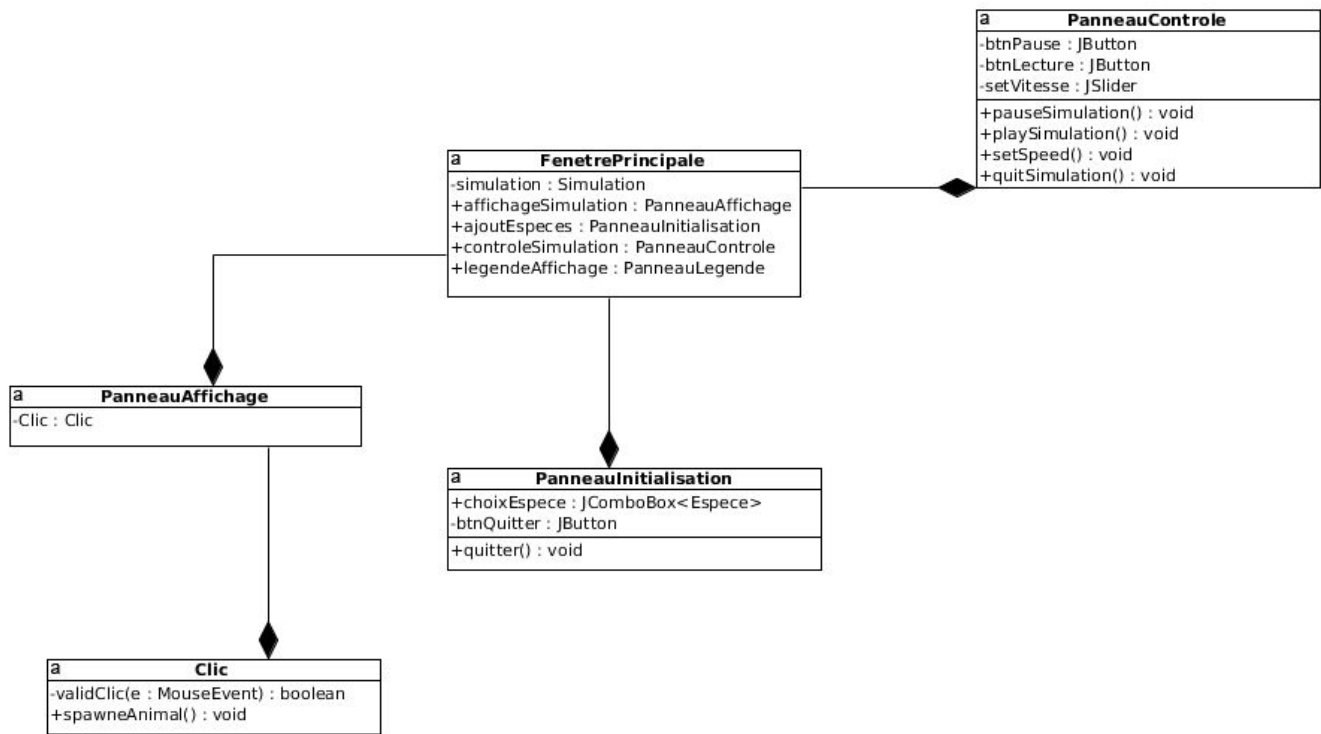 a PanneauControle
-btnPause : JButton
-btnLecture : JButton
-setVitesse : JSlider
+pauseSimulation() : void
+playSimulation() : void
+setSpeed() : void
+quitSimulation() : void
a FenetrePrincipale
-simulation : Simulation
+affichageSimulation : PanneauAffichage
+ajoutEspeces : PanneauInitialisation
+controleSimulation : PanneauControle
+legendeAffichage : PanneauLegende
a PanneauAffichage
-Clic : Clic
a PanneauInitialisation
+choixEspece : JComboBox<Espece>
-btnQuitter : JButton
+quitter() : void
a Clic
-validClic(e : MouseEvent) : boolean
+spawneAnimal() : void